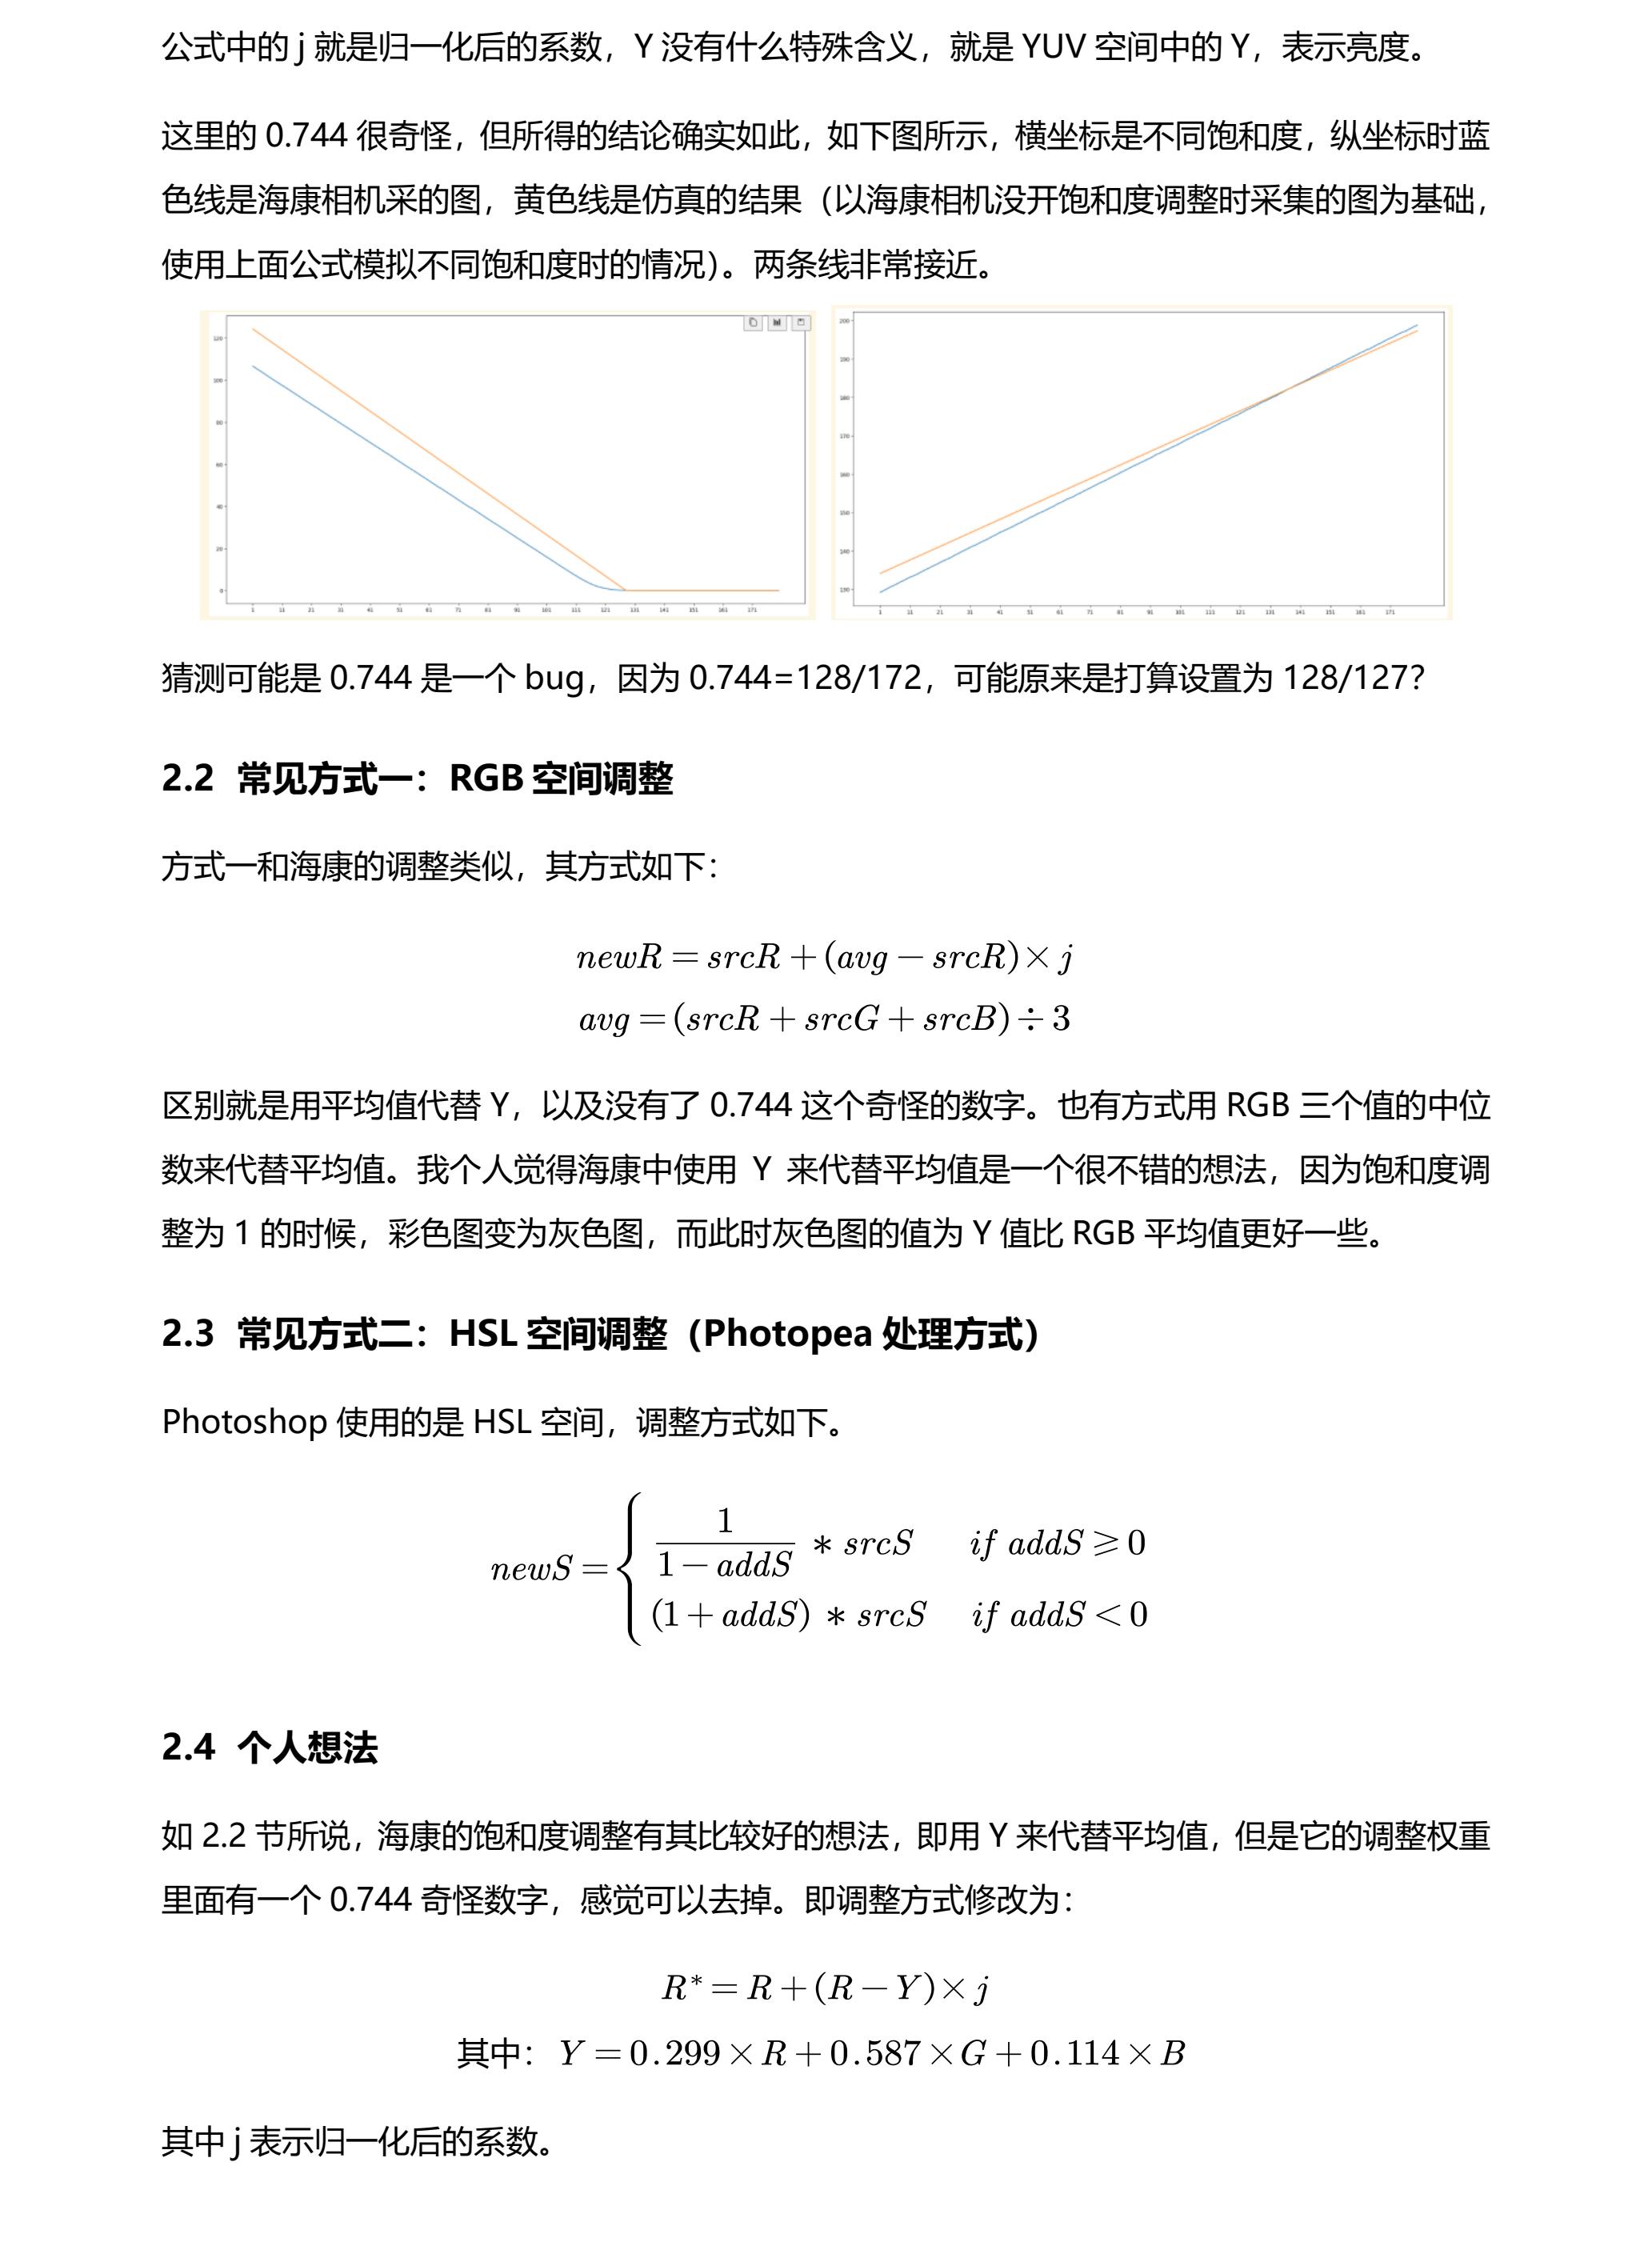 公式中的 j 就是归一化后的系数，Y 没有什么特殊含义，就是 YUV 空间中的 Y，表示亮度。
这里的 0.744 很奇怪，但所得的结论确实如此，如下图所示，横坐标是不同饱和度，纵坐标时蓝
色线是海康相机采的图，黄色线是仿真的结果（以海康相机没开饱和度调整时采集的图为基础，
使用上面公式模拟不同饱和度时的情况）。两条线非常接近。
120
100
80
60
40
20
0
1 11 21 31 41 51 61 71 81 91 101 111 121 131 141 151 161 171
200
190
180
170
160
150
140
130
1 11 21 31 41 51 61 71 81 91 101 111 121 131 141 151 161 171
猜测可能是 0.744 是一个 bug，因为 0.744=128/172，可能原来是打算设置为 128/127？
2.2 常见方式一：RGB 空间调整
方式一和海康的调整类似，其方式如下：
newR = srcR + (avg − srcR) × j
avg = (srcR + srcG + srcB) ÷ 3
区别就是用平均值代替 Y，以及没有了 0.744 这个奇怪的数字。也有方式用 RGB 三个值的中位
数来代替平均值。我个人觉得海康中使用 Y 来代替平均值是一个很不错的想法，因为饱和度调
整为 1 的时候，彩色图变为灰色图，而此时灰色图的值为 Y 值比 RGB 平均值更好一些。
2.3 常见方式二：HSL 空间调整（Photopea 处理方式）
Photoshop 使用的是 HSL 空间，调整方式如下。
newS = { 1 / (1 − addS) * srcS if addS ⩾ 0
(1 + addS) * srcS if addS < 0
2.4 个人想法
如 2.2 节所说，海康的饱和度调整有其比较好的想法，即用 Y 来代替平均值，但是它的调整权重
里面有一个 0.744 奇怪数字，感觉可以去掉。即调整方式修改为：
R* = R + (R − Y) × j
其中：Y = 0.299 × R + 0.587 × G + 0.114 × B
其中 j 表示归一化后的系数。